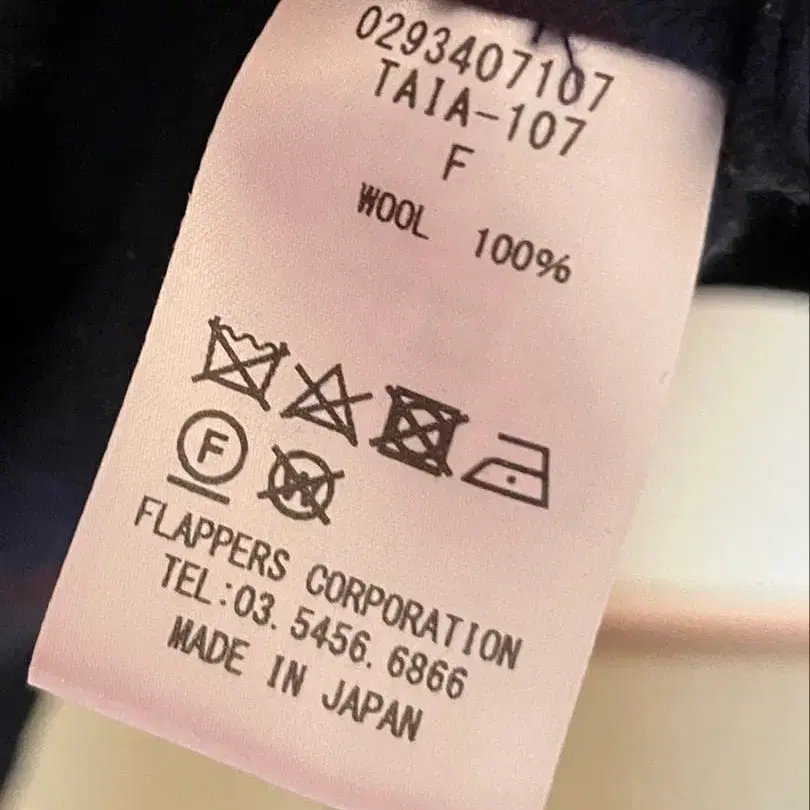 0293407107
TAIA-107
F
WOOL 100%
F
W
FLAPPERS CORPORATION
TEL:03.5456.6866
MADE IN JAPAN